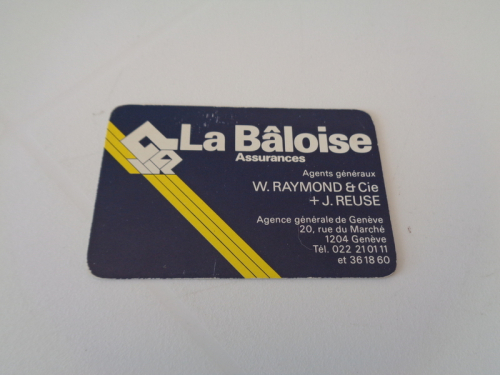 La Bâloise
Assurances
Agents généraux
W. RAYMOND & Cie
+ J. REUSE
Agence générale de Genève
20, rue du Marché
1204 Genève
Tél. 022 21 01 11
et 36 18 60